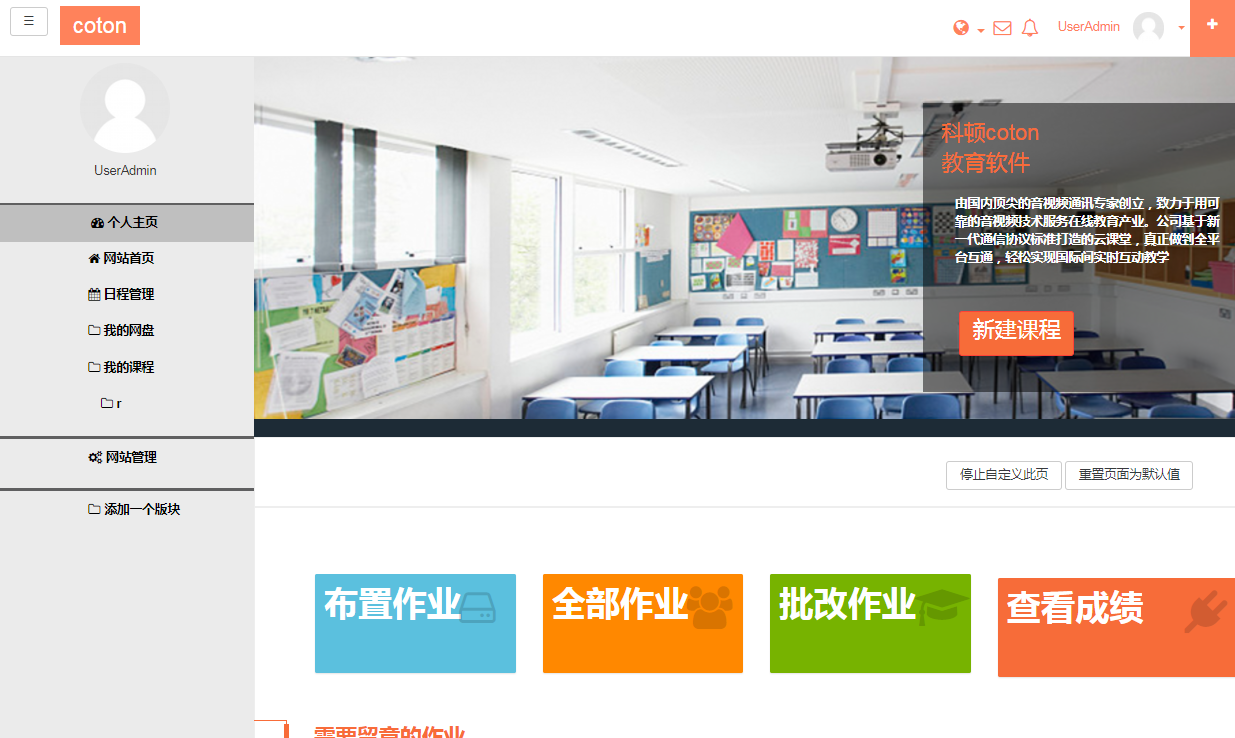 coton
UserAdmin
UserAdmin
个人主页
网站首页
日程管理
我的网盘
我的课程
r
网站管理
添加一个版块
科顿coton
教育软件
由国内顶尖的音视频通讯专家创立，致力于用可
靠的音视频技术服务在线教育产业。公司基于新
一代通信协议标准打造的云课堂，真正做到全平
台互通，轻松实现国际间实时互动教学
新建课程
停止自定义此页
重置页面为默认值
布置作业
全部作业
批改作业
查看成绩
需要留意的作业